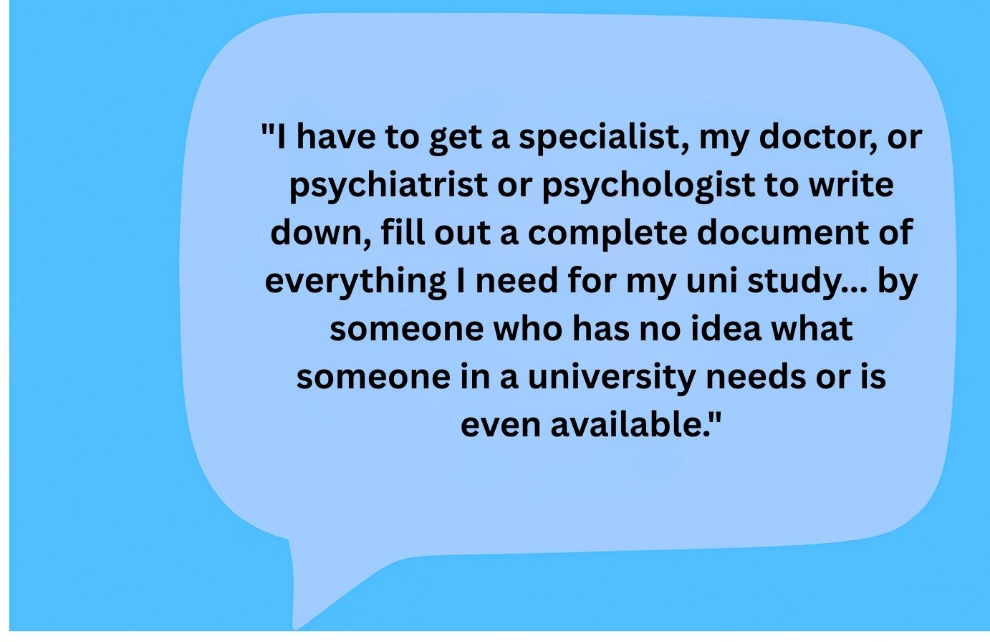 "I have to get a specialist, my doctor, or
psychiatrist or psychologist to write
down, fill out a complete document of
everything I need for my uni study... by
someone who has no idea what
someone in a university needs or is
even available."